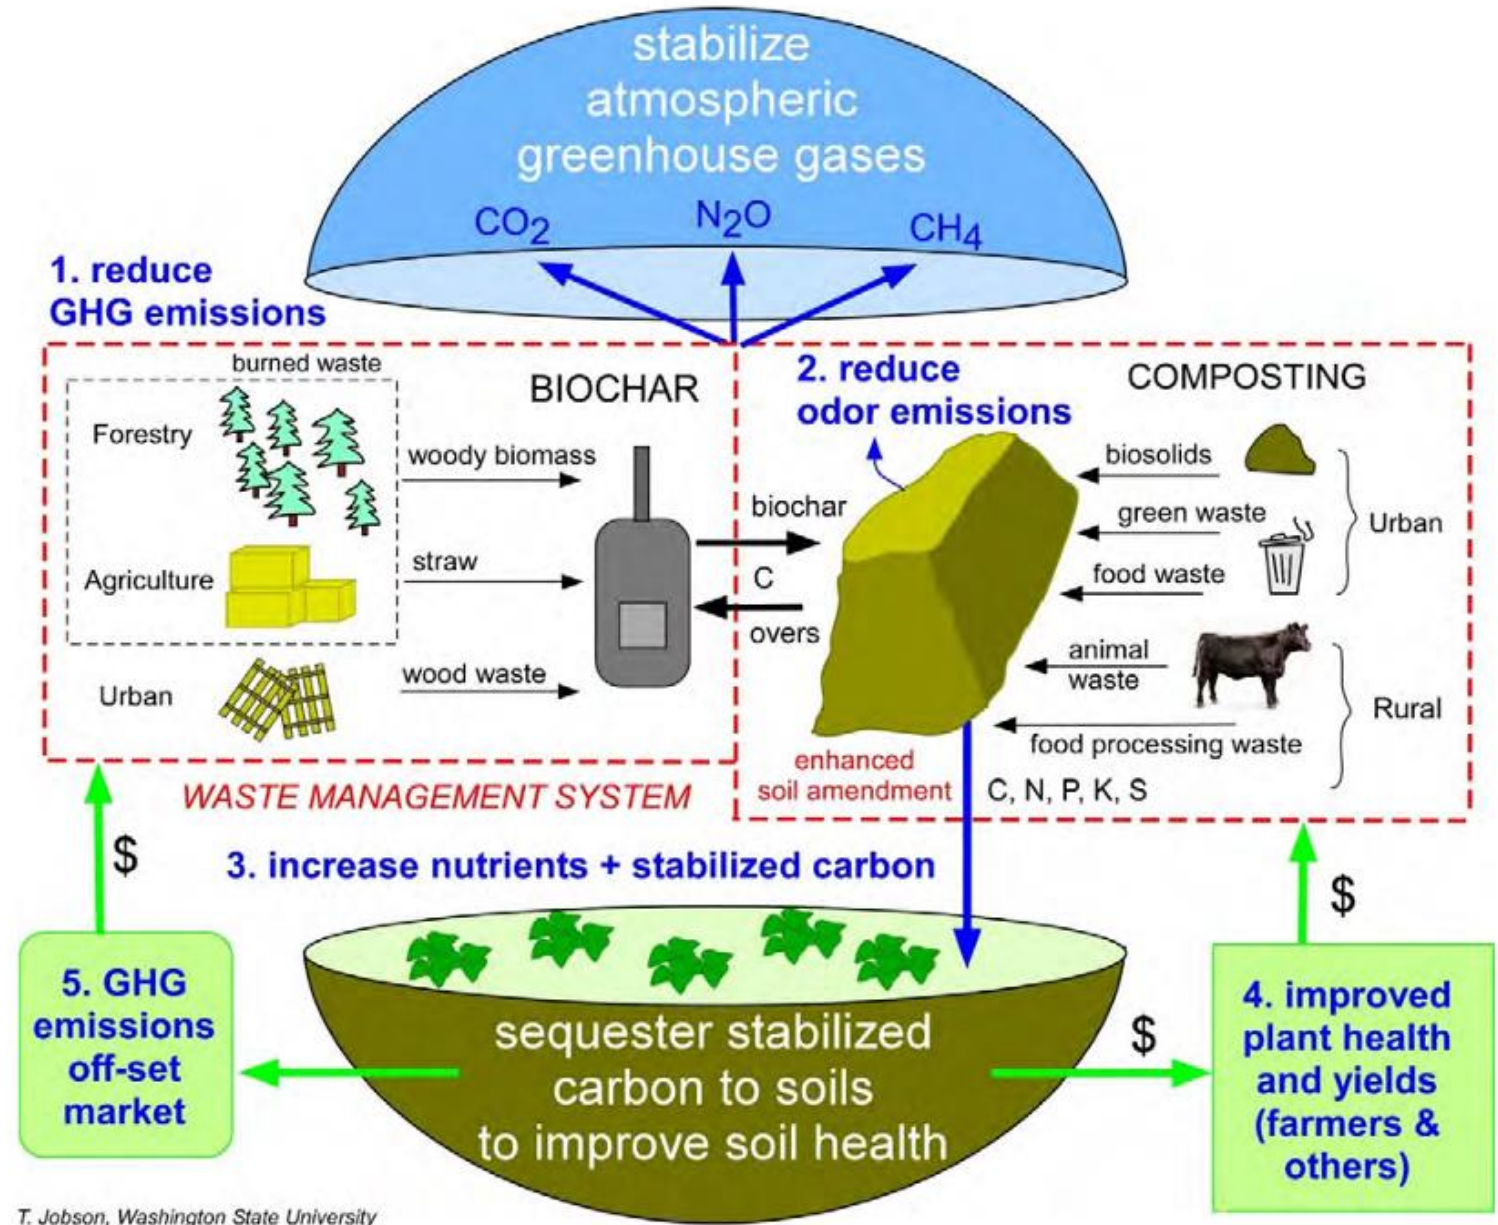 stabilize
atmospheric
greenhouse gases
CO2
N2O
CH4
1. reduce
GHG emissions
burned waste
BIOCHAR
Forestry
woody biomass
Agriculture
straw
Urban
wood waste
biochar
C
overs
2. reduce
odor emissions
COMPOSTING
biosolids
green waste
food waste
Urban
animal
waste
food processing waste
Rural
enhanced
soil amendment
C, N, P, K, S
WASTE MANAGEMENT SYSTEM
$
3. increase nutrients + stabilized carbon
$
5. GHG
emissions
off-set
market
sequester stabilized
carbon to soils
to improve soil health
$
4. improved
plant health
and yields
(farmers &
others)
T. Jobson, Washington State University